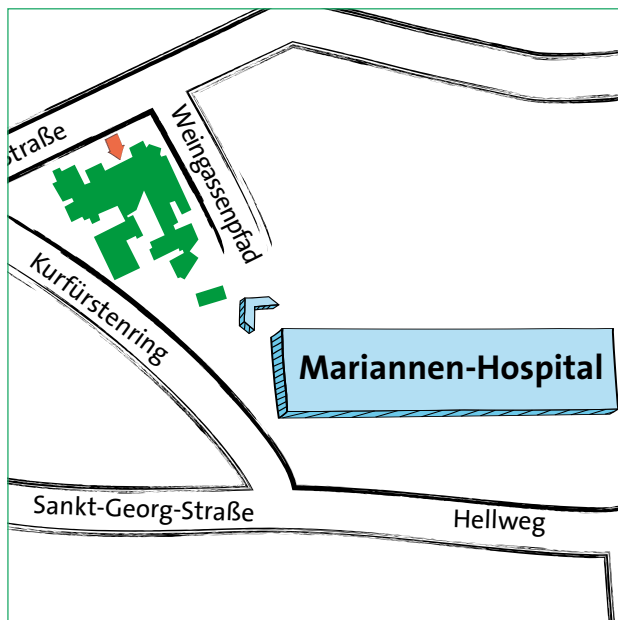 Straße
Weingassenpfad
Kurfürstenring
Mariannen-Hospital
Sankt-Georg-Straße
Hellweg